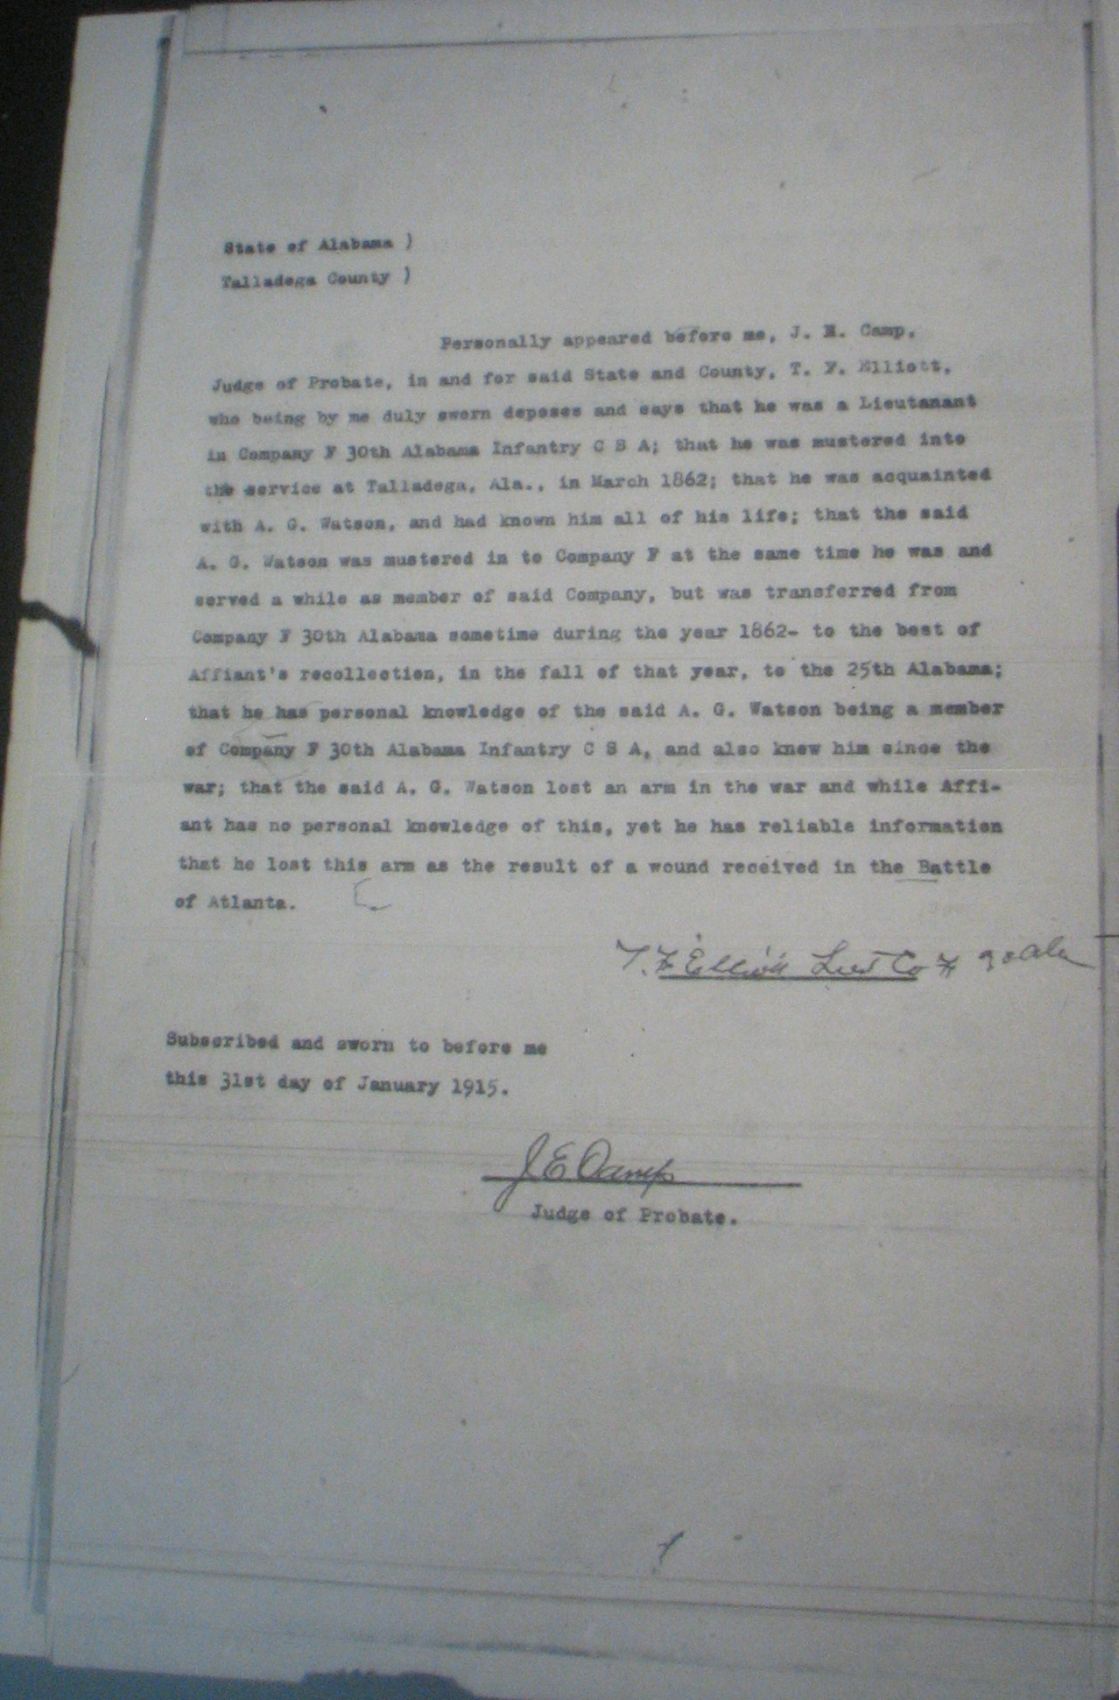 State of Alabama )
Talladega County )
Personally appeared before me, J. E. Camp,
Judge of Probate, in and for said State and County, T. F. Elliott,
who being by me duly sworn deposes and says that he was a Lieutanant
in Company F 30th Alabama Infantry C S A; that he was mustered into
the service at Talladega, Ala., in March 1862; that he was acquainted
with A. G. Watson, and had known him all of his life; that the said
A. G. Watson was mustered in to Company F at the same time he was and
served a while as member of said Company, but was transferred from
Company F 30th Alabama sometime during the year 1862- to the best of
Affiant's recollection, in the fall of that year, to the 25th Alabama;
that he has personal knowledge of the said A. G. Watson being a member
of Company F 30th Alabama Infantry C S A, and also knew him since the
war; that the said A. G. Watson lost an arm in the war and while Affi-
ant has no personal knowledge of this, yet he has reliable information
that he lost this arm as the result of a wound received in the Battle
of Atlanta.
T. F. Elliott Lieut Co F 30 Ala
Subscribed and sworn to before me
this 31st day of January 1915.
J E Camp
Judge of Probate.